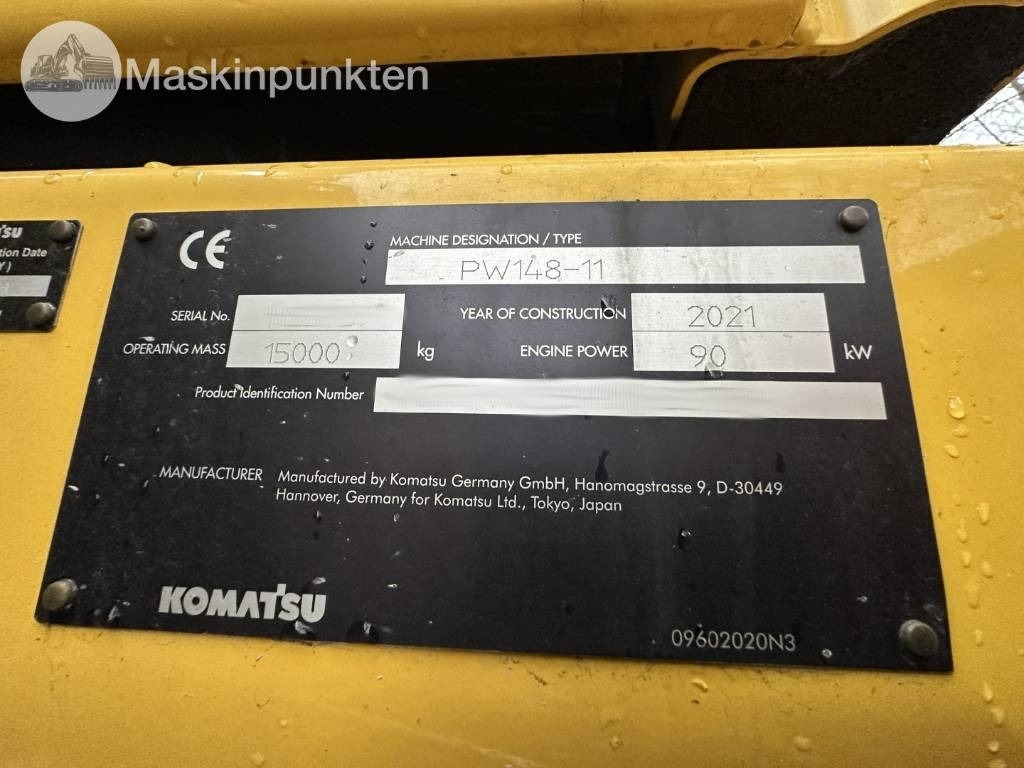 Maskinpunkten
CE
MACHINE DESIGNATION / TYPE
PW148-11
SERIAL No.
YEAR OF CONSTRUCTION 2021
OPERATING MASS 15000 kg
ENGINE POWER 90 kW
Product Identification Number
MANUFACTURER Manufactured by Komatsu Germany GmbH, Hanomagstrasse 9, D-30449
Hannover, Germany for Komatsu Ltd., Tokyo, Japan
KOMATSU
09602020N3
Date